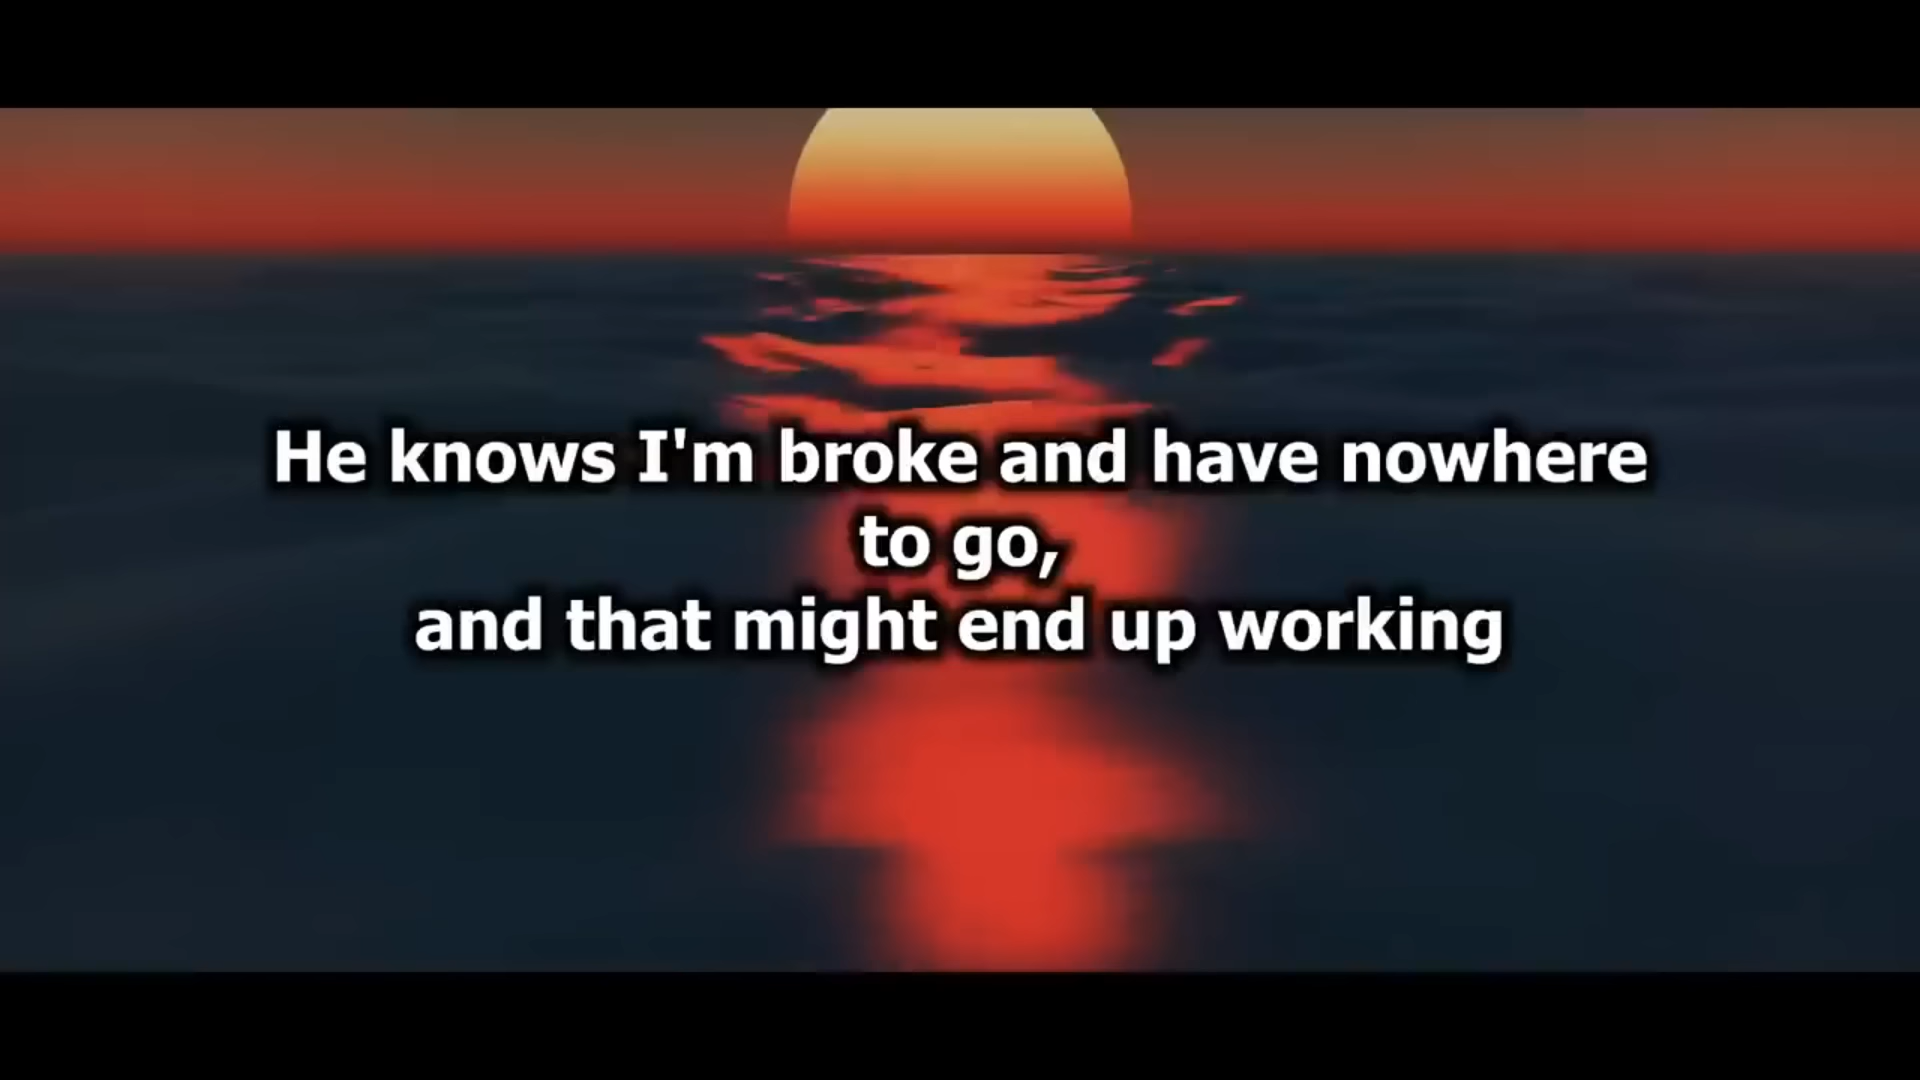 He knows I'm broke and have nowhere
to go,
and that might end up working